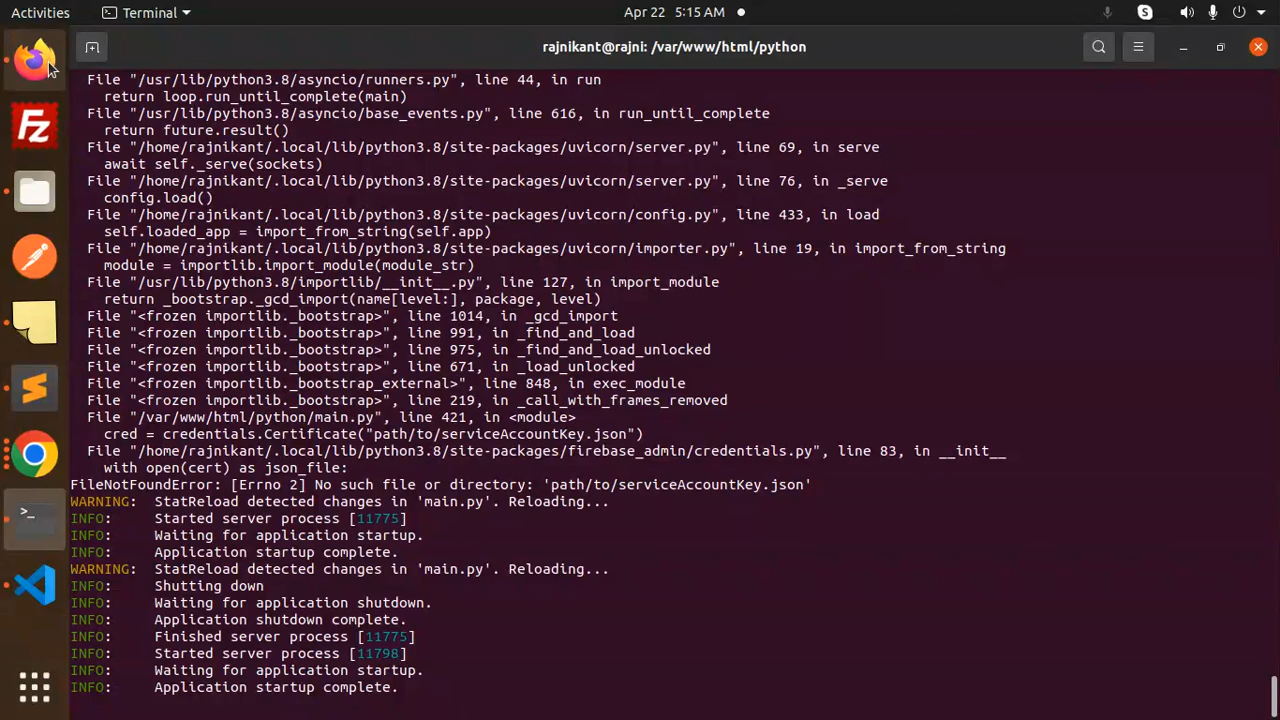 Activities
Terminal
Apr 22 5:15 AM
rajnikant@rajni: /var/www/html/python
File "/usr/lib/python3.8/asyncio/runners.py", line 44, in run
return loop.run_until_complete(main)
File "/usr/lib/python3.8/asyncio/base_events.py", line 616, in run_until_complete
return future.result()
File "/home/rajnikant/.local/lib/python3.8/site-packages/uvicorn/server.py", line 69, in serve
await self._serve(sockets)
File "/home/rajnikant/.local/lib/python3.8/site-packages/uvicorn/server.py", line 76, in _serve
config.load()
File "/home/rajnikant/.local/lib/python3.8/site-packages/uvicorn/config.py", line 433, in load
self.loaded_app = import_from_string(self.app)
File "/home/rajnikant/.local/lib/python3.8/site-packages/uvicorn/importer.py", line 19, in import_from_string
module = importlib.import_module(module_str)
File "/usr/lib/python3.8/importlib/__init__.py", line 127, in import_module
return _bootstrap._gcd_import(name[level:], package, level)
File "<frozen importlib._bootstrap>", line 1014, in _gcd_import
File "<frozen importlib._bootstrap>", line 991, in _find_and_load
File "<frozen importlib._bootstrap>", line 975, in _find_and_load_unlocked
File "<frozen importlib._bootstrap>", line 671, in _load_unlocked
File "<frozen importlib._bootstrap_external>", line 848, in exec_module
File "<frozen importlib._bootstrap>", line 219, in _call_with_frames_removed
File "/var/www/html/python/main.py", line 421, in <module>
cred = credentials.Certificate("path/to/serviceAccountKey.json")
File "/home/rajnikant/.local/lib/python3.8/site-packages/firebase_admin/credentials.py", line 83, in __init__
with open(cert) as json_file:
FileNotFoundError: [Errno 2] No such file or directory: 'path/to/serviceAccountKey.json'
WARNING: StatReload detected changes in 'main.py'. Reloading...
INFO: Started server process [11775]
INFO: Waiting for application startup.
INFO: Application startup complete.
WARNING: StatReload detected changes in 'main.py'. Reloading...
INFO: Shutting down
INFO: Waiting for application shutdown.
INFO: Application shutdown complete.
INFO: Finished server process [11775]
INFO: Started server process [11798]
INFO: Waiting for application startup.
INFO: Application startup complete.